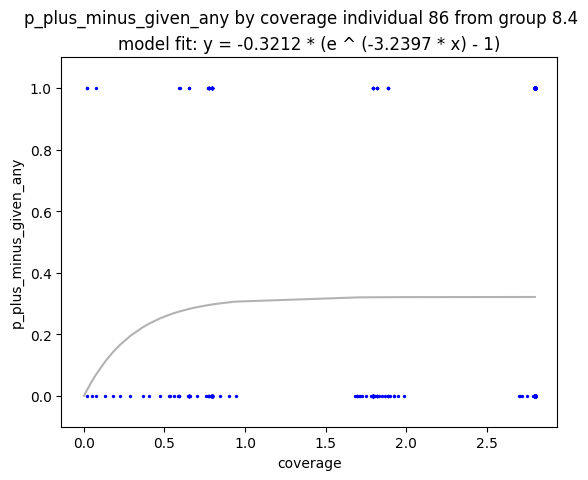 p_plus_minus_given_any by coverage individual 86 from group 8.4
model fit: y = -0.3212 * (e ^ (-3.2397 * x) - 1)
p_plus_minus_given_any
1.0
0.8
0.6
0.4
0.2
0.0
0.0 0.5 1.0 1.5 2.0 2.5
coverage